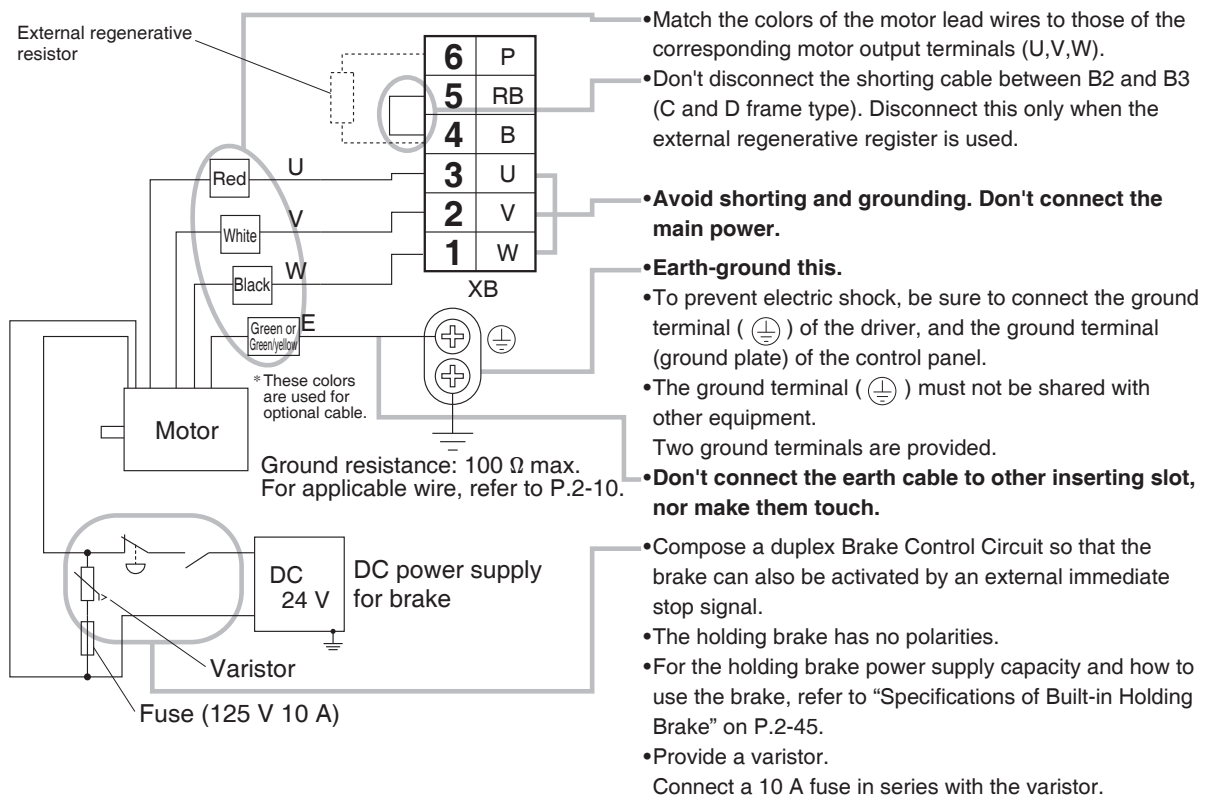 External regenerative
resistor
6 P
5 RB
4 B
3 U
2 V
1 W
XB
Red
U
White
V
Black
W
Green or
Green/yellow
E
* These colors
are used for
optional cable.
Motor
Ground resistance: 100 Ω max.
For applicable wire, refer to P.2-10.
DC
24 V
DC power supply
for brake
Varistor
Fuse (125 V 10 A)
•Match the colors of the motor lead wires to those of the
corresponding motor output terminals (U,V,W).
•Don't disconnect the shorting cable between B2 and B3
(C and D frame type). Disconnect this only when the
external regenerative register is used.
•Avoid shorting and grounding. Don't connect the
main power.
•Earth-ground this.
•To prevent electric shock, be sure to connect the ground
terminal ( ⏚ ) of the driver, and the ground terminal
(ground plate) of the control panel.
•The ground terminal ( ⏚ ) must not be shared with
other equipment.
Two ground terminals are provided.
•Don't connect the earth cable to other inserting slot,
nor make them touch.
•Compose a duplex Brake Control Circuit so that the
brake can also be activated by an external immediate
stop signal.
•The holding brake has no polarities.
•For the holding brake power supply capacity and how to
use the brake, refer to “Specifications of Built-in Holding
Brake” on P.2-45.
•Provide a varistor.
Connect a 10 A fuse in series with the varistor.